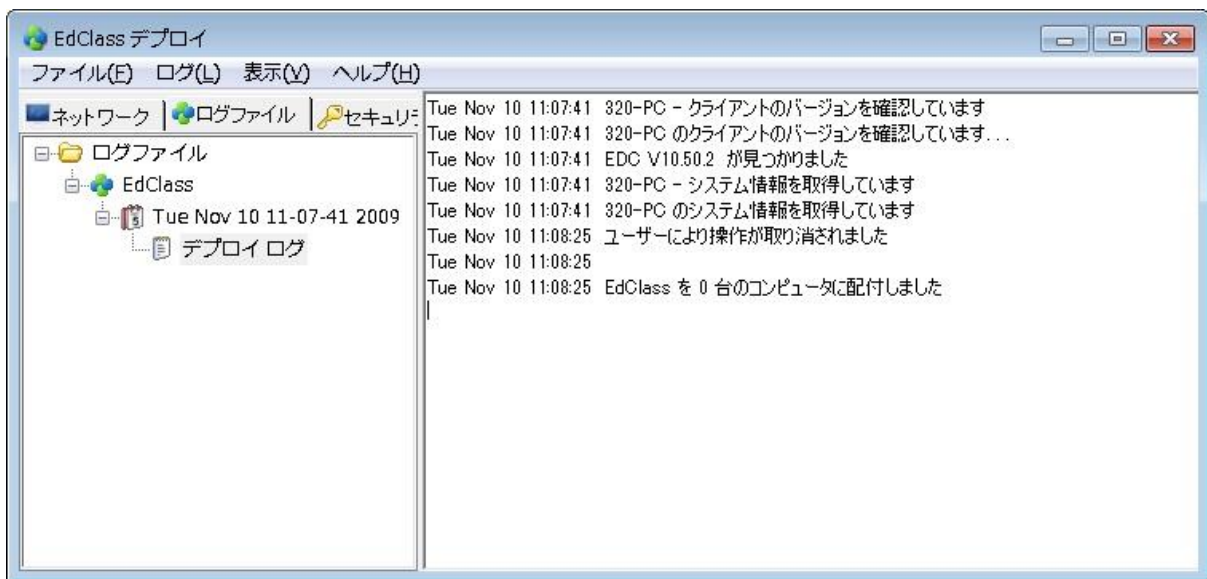 EdClass デプロイ
ファイル(F) ログ(L) 表示(V) ヘルプ(H)
ネットワーク ログファイル セキュリ
ログファイル
EdClass
Tue Nov 10 11-07-41 2009
デプロイ ログ
Tue Nov 10 11:07:41 320-PC - クライアントのバージョンを確認しています
Tue Nov 10 11:07:41 320-PC のクライアントのバージョンを確認しています...
Tue Nov 10 11:07:41 EDC V10.50.2 が見つかりました
Tue Nov 10 11:07:41 320-PC - システム情報を取得しています
Tue Nov 10 11:07:41 320-PC のシステム情報を取得しています
Tue Nov 10 11:08:25 ユーザーにより操作が取り消されました
Tue Nov 10 11:08:25
Tue Nov 10 11:08:25 EdClass を 0 台のコンピュータに配付しました